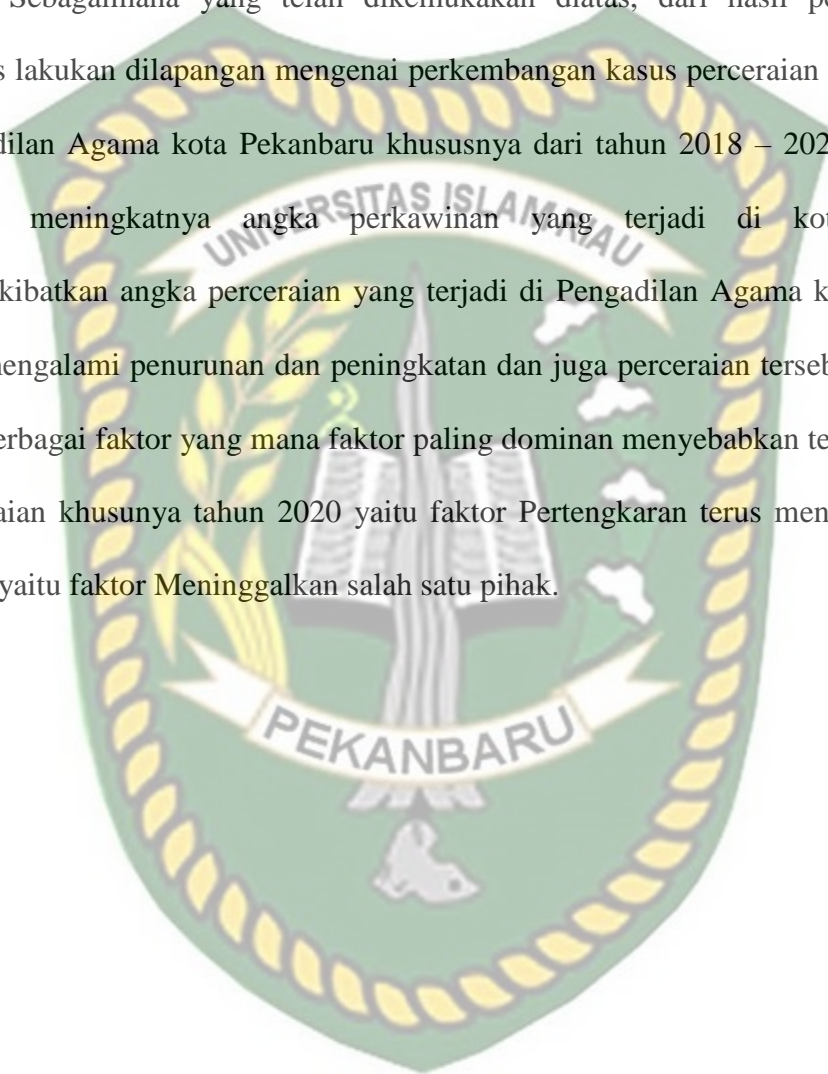 Sebagaimana yang telah dikemukakan diatas, dari hasil pe
s lakukan dilapangan mengenai perkembangan kasus perceraian
dilan Agama kota Pekanbaru khususnya dari tahun 2018 – 202
meningkatnya angka perkawinan yang terjadi di kot
kibatkan angka perceraian yang terjadi di Pengadilan Agama k
mengalami penurunan dan peningkatan dan juga perceraian terseb
erbagai faktor yang mana faktor paling dominan menyebabkan te
aian khusunya tahun 2020 yaitu faktor Pertengkaran terus men
yaitu faktor Meninggalkan salah satu pihak.
UNIVERSITAS ISLAM RIAU
PEKANBARU